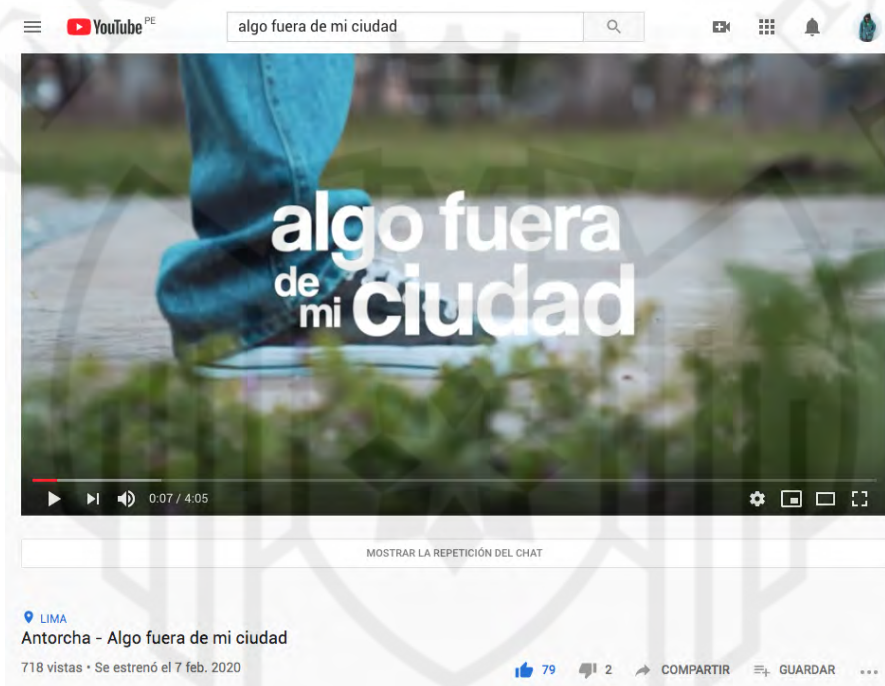 YouTube PE
algo fuera de mi ciudad
algo fuera
de
mi ciudad
0:07 / 4:05
MOSTRAR LA REPETICIÓN DEL CHAT
LIMA
Antorcha - Algo fuera de mi ciudad
718 vistas • Se estrenó el 7 feb. 2020
79 2 COMPARTIR GUARDAR